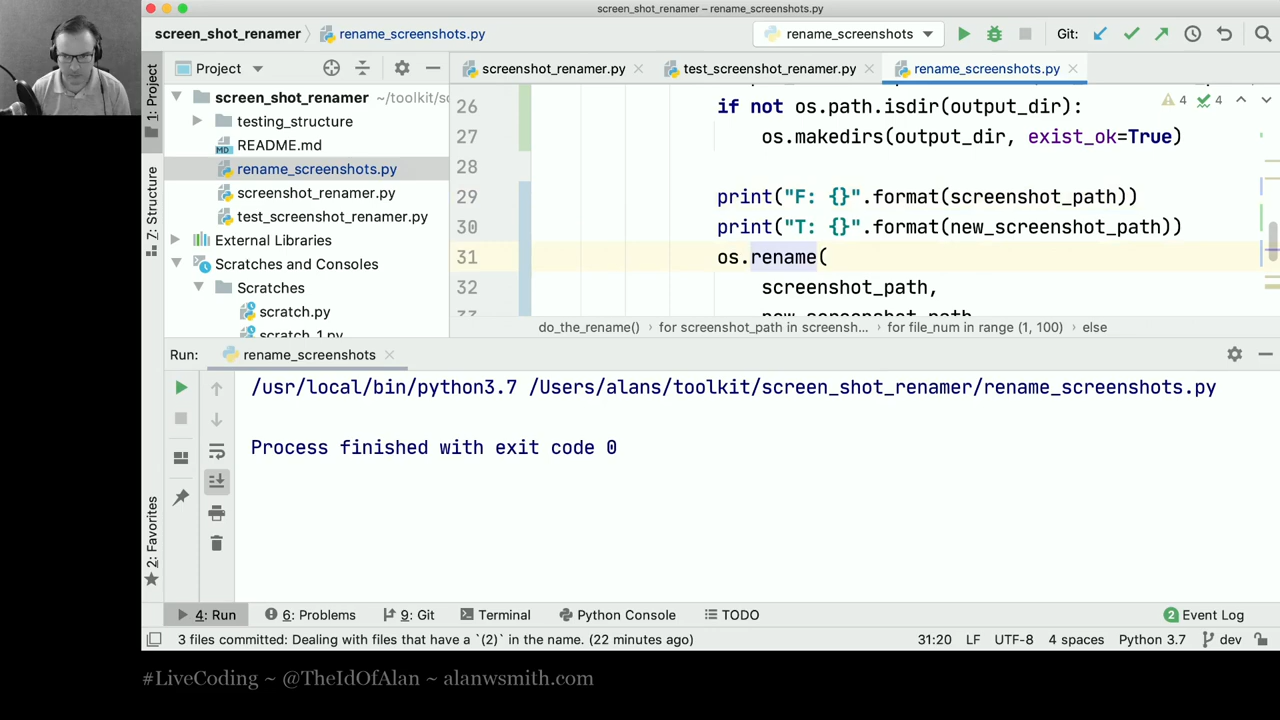 screen_shot_renamer – rename_screenshots.py
screen_shot_renamer
rename_screenshots.py
rename_screenshots
Git:
Project
screenshot_renamer.py
test_screenshot_renamer.py
rename_screenshots.py
1: Project
Z: Structure
2: Favorites
screen_shot_renamer ~/toolkit/sc
testing_structure
README.md
rename_screenshots.py
screenshot_renamer.py
test_screenshot_renamer.py
External Libraries
Scratches and Consoles
Scratches
scratch.py
scratch_1.py
26 if not os.path.isdir(output_dir):
27 os.makedirs(output_dir, exist_ok=True)
28
29 print("F: {}".format(screenshot_path))
30 print("T: {}".format(new_screenshot_path))
31 os.rename(
32 screenshot_path,
33 new_screenshot_path
4 4
do_the_rename() › for screenshot_path in screensh... › for file_num in range (1, 100) › else
Run: rename_screenshots
/usr/local/bin/python3.7 /Users/alans/toolkit/screen_shot_renamer/rename_screenshots.py
Process finished with exit code 0
4: Run 6: Problems 9: Git Terminal Python Console TODO 2 Event Log
3 files committed: Dealing with files that have a `(2)` in the name. (22 minutes ago) 31:20 LF UTF-8 4 spaces Python 3.7 dev
#LiveCoding ~ @TheIdOfAlan ~ alanwsmith.com